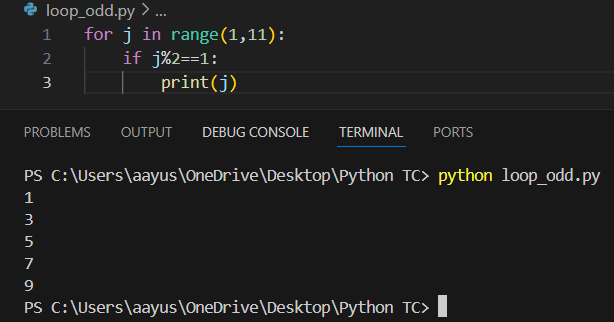 loop_odd.py > ...
1 for j in range(1,11):
2     if j%2==1:
3         print(j)
PROBLEMS OUTPUT DEBUG CONSOLE TERMINAL PORTS
PS C:\Users\aayus\OneDrive\Desktop\Python TC> python loop_odd.py
1
3
5
7
9
PS C:\Users\aayus\OneDrive\Desktop\Python TC>